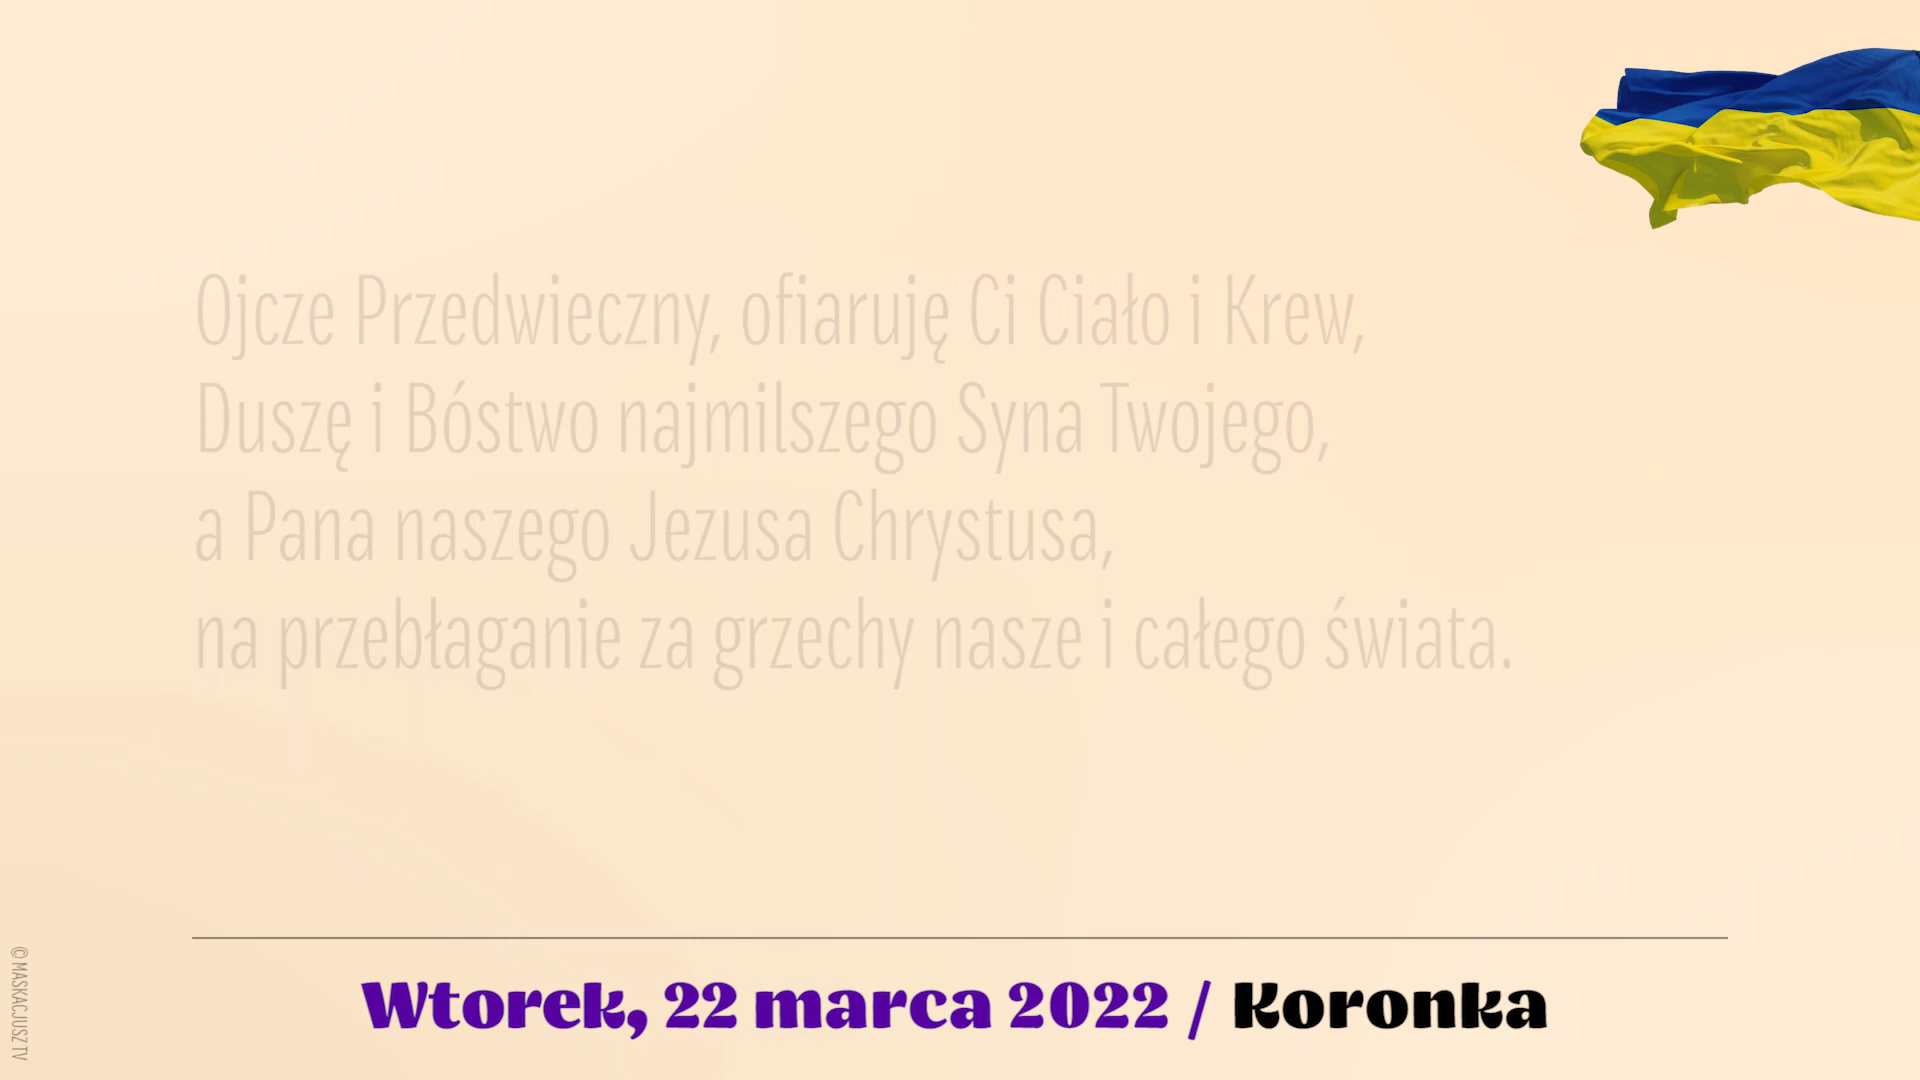 Ojcze Przedwieczny, ofiaruję Ci Ciało i Krew,
Duszę i Bóstwo najmilszego Syna Twojego,
a Pana naszego Jezusa Chrystusa,
na przebłaganie za grzechy nasze i całego świata.
Wtorek, 22 marca 2022 / Koronka
© MASKACJUSZ TV